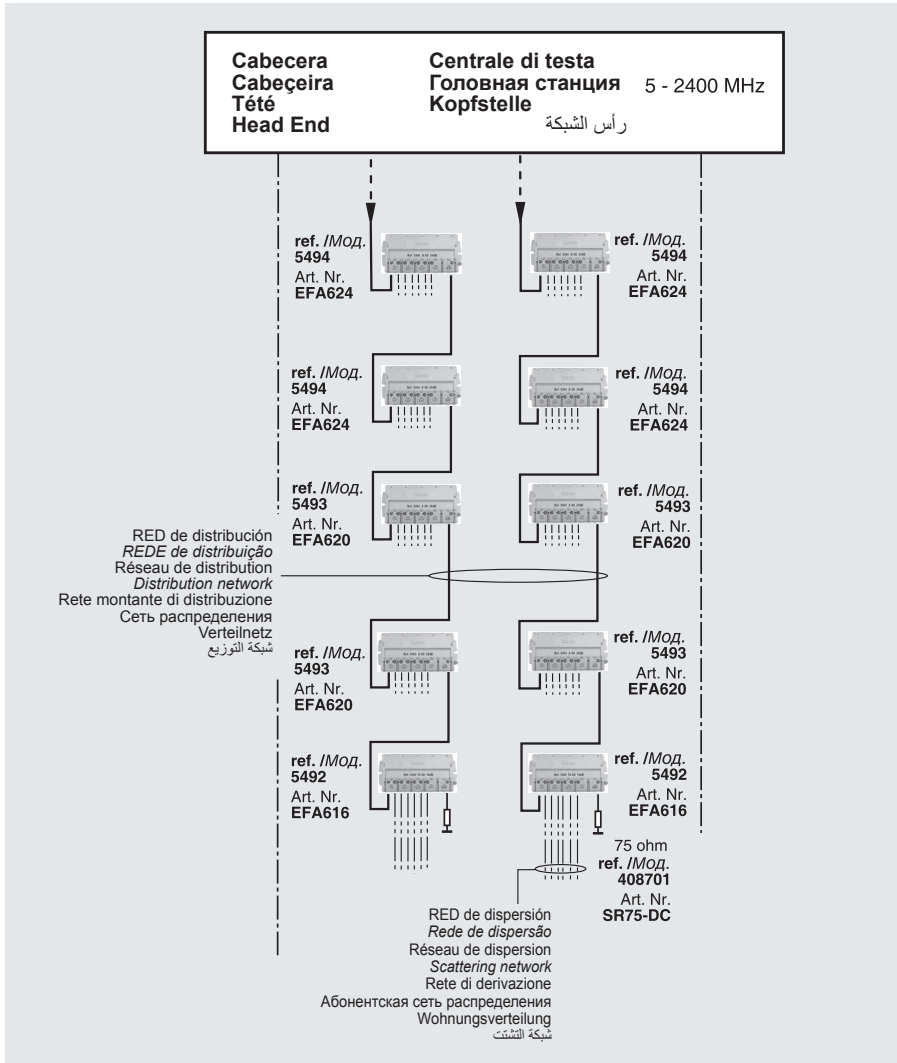 Cabecera
Cabeçeira
Tété
Head End
Centrale di testa
Головная станция
Kopfstelle
رأس الشبكة
5 - 2400 MHz
ref. /Мод.
5494
Art. Nr.
EFA624
ref. /Мод.
5494
Art. Nr.
EFA624
ref. /Мод.
5494
Art. Nr.
EFA624
ref. /Мод.
5494
Art. Nr.
EFA624
ref. /Мод.
5493
Art. Nr.
EFA620
ref. /Мод.
5493
Art. Nr.
EFA620
RED de distribución
REDE de distribuição
Réseau de distribution
Distribution network
Rete montante di distribuzione
Сеть распределения
Verteilnetz
شبكة التوزيع
ref. /Мод.
5493
Art. Nr.
EFA620
ref. /Мод.
5493
Art. Nr.
EFA620
ref. /Мод.
5492
Art. Nr.
EFA616
ref. /Мод.
5492
Art. Nr.
EFA616
75 ohm
ref. /Мод.
408701
Art. Nr.
SR75-DC
RED de dispersión
Rede de dispersão
Réseau de dispersion
Scattering network
Rete di derivazione
Абонентская сеть распределения
Wohnungsverteilung
شبكة التشتت